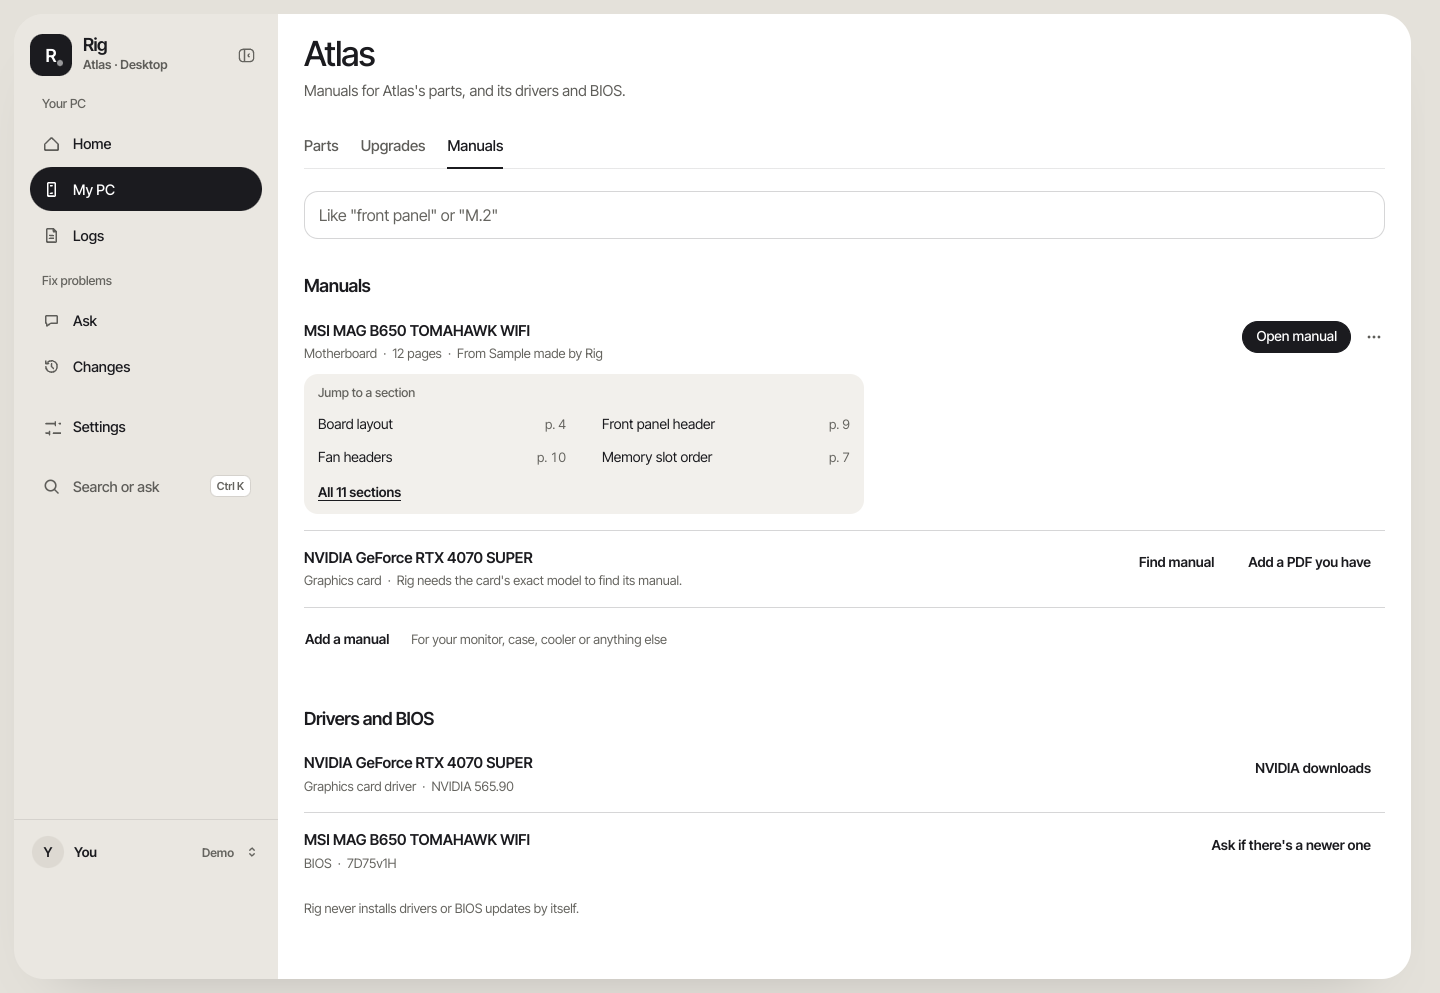 R.
Rig
Atlas · Desktop
Your PC
Home
My PC
Logs
Fix problems
Ask
Changes
Settings
Search or ask Ctrl K
Y You Demo
Atlas
Manuals for Atlas's parts, and its drivers and BIOS.
Parts Upgrades Manuals
Like "front panel" or "M.2"
Manuals
MSI MAG B650 TOMAHAWK WIFI
Motherboard · 12 pages · From Sample made by Rig
Open manual ...
Jump to a section
Board layout p. 4 Front panel header p. 9
Fan headers p. 10 Memory slot order p. 7
All 11 sections
NVIDIA GeForce RTX 4070 SUPER
Graphics card · Rig needs the card's exact model to find its manual.
Find manual Add a PDF you have
Add a manual For your monitor, case, cooler or anything else
Drivers and BIOS
NVIDIA GeForce RTX 4070 SUPER
Graphics card driver · NVIDIA 565.90
NVIDIA downloads
MSI MAG B650 TOMAHAWK WIFI
BIOS · 7D75v1H
Ask if there's a newer one
Rig never installs drivers or BIOS updates by itself.